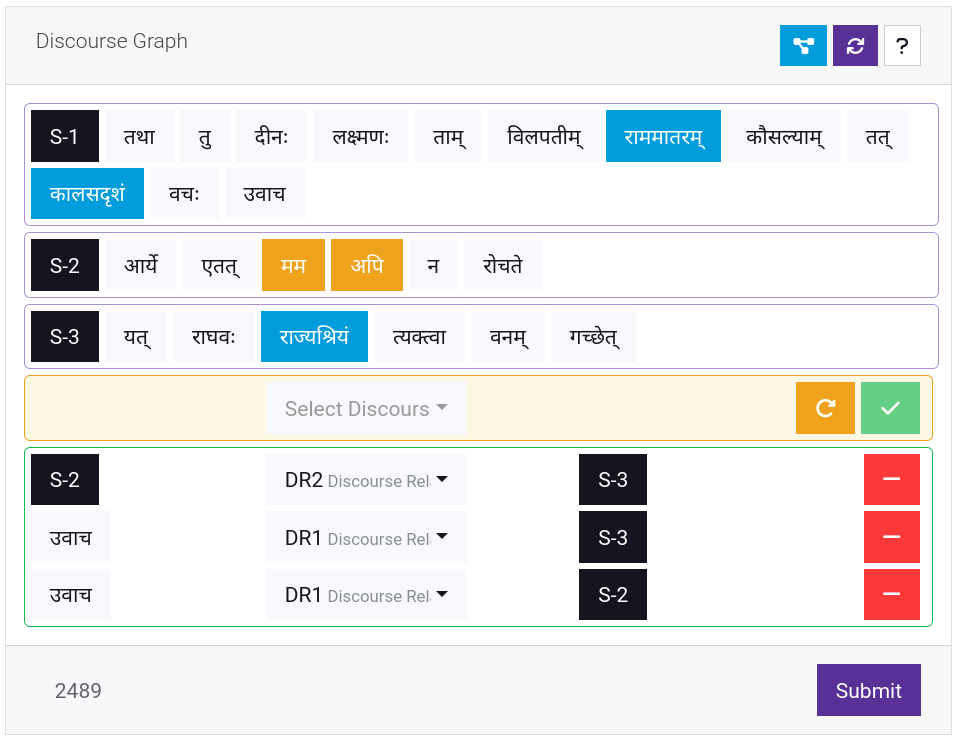 Discourse Graph ?
S-1 तथा तु दीनः लक्ष्मणः ताम् विलपतीम् राममातरम् कौसल्याम् तत्
कालसदृशं वचः उवाच
S-2 आर्ये एतत् मम अपि न रोचते
S-3 यत् राघवः राज्यश्रियं त्यक्त्वा वनम् गच्छेत्
Select Discours
S-2 DR2 Discourse Rel S-3
उवाच DR1 Discourse Rel S-3
उवाच DR1 Discourse Rel S-2
2489 Submit